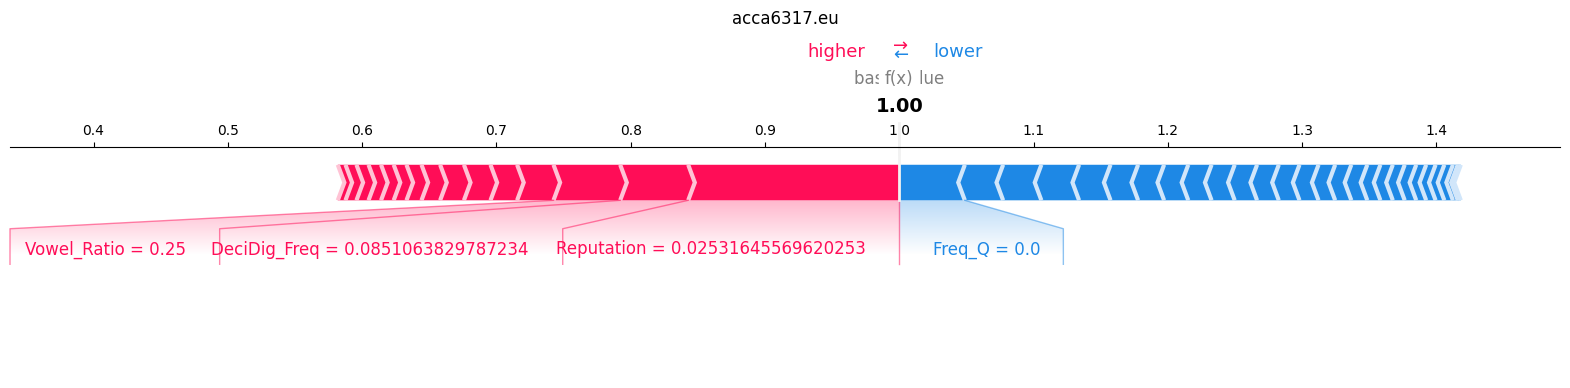 acca6317.eu
higher → ← lower
f(x)
1.00
0.4 0.5 0.6 0.7 0.8 0.9 1.0 1.1 1.2 1.3 1.4
Vowel_Ratio = 0.25 DeciDig_Freq = 0.0851063829787234 Reputation = 0.02531645569620253 Freq_Q = 0.0